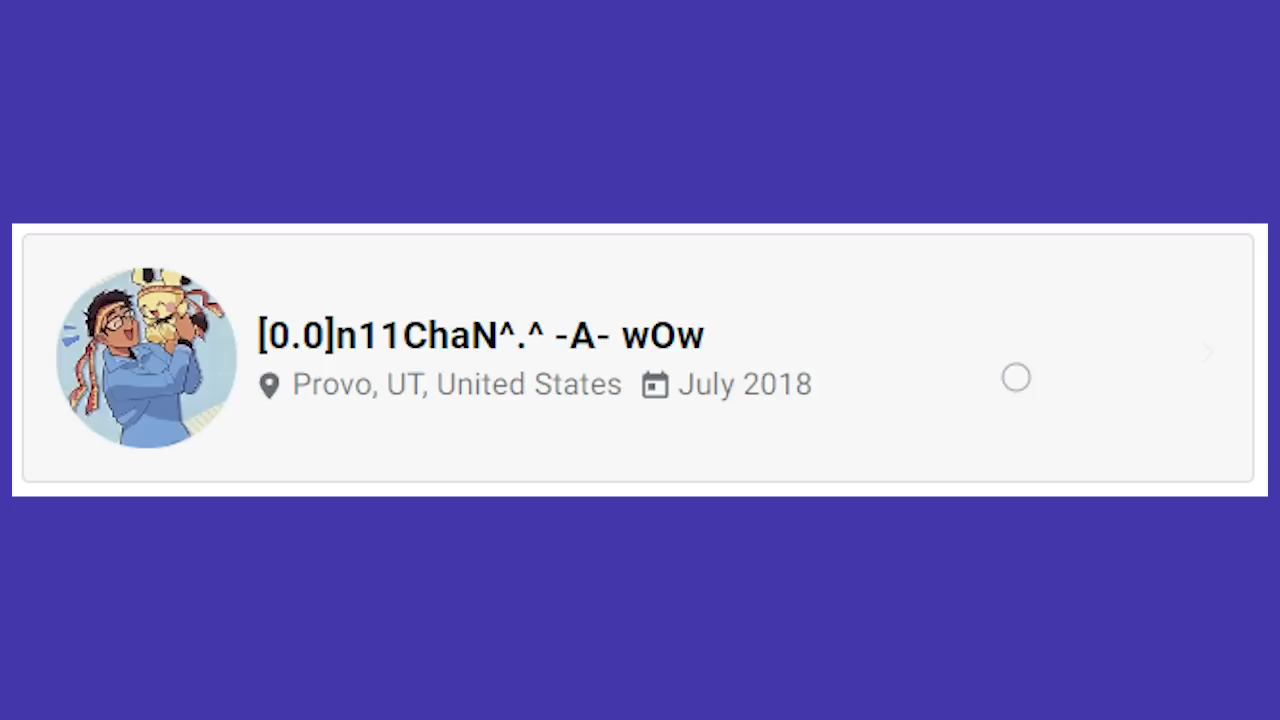 [0.0]n11ChaN^.^ -A- wOw
Provo, UT, United States July 2018